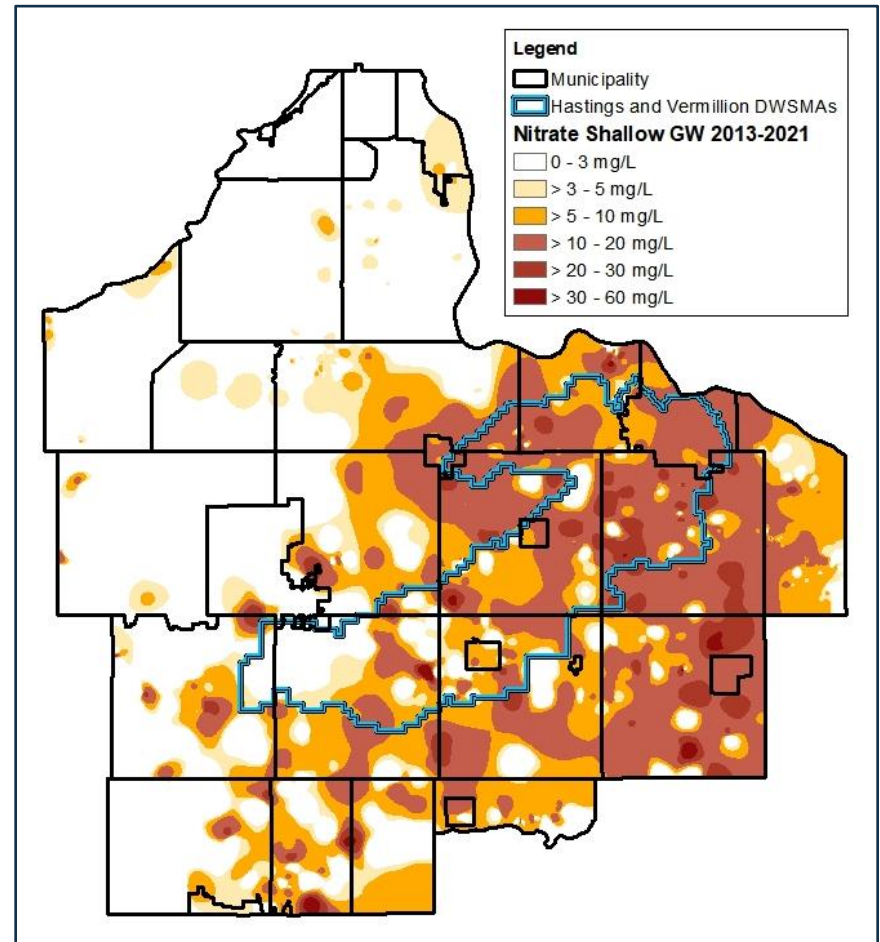 Legend
Municipality
Hastings and Vermillion DWSMAs
Nitrate Shallow GW 2013-2021
0 - 3 mg/L
> 3 - 5 mg/L
> 5 - 10 mg/L
> 10 - 20 mg/L
> 20 - 30 mg/L
> 30 - 60 mg/L